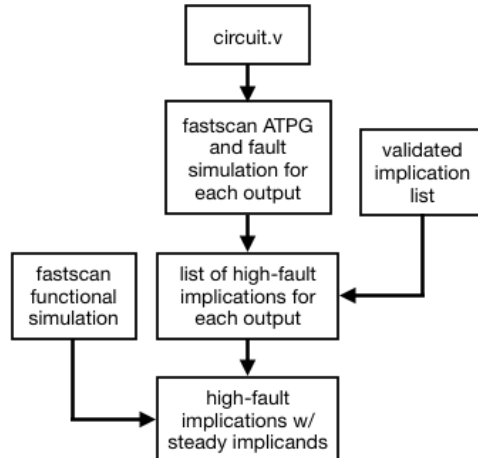 circuit.v
fastscan ATPG
and fault
simulation for
each output
validated
implication
list
fastscan
functional
simulation
list of high-fault
implications for
each output
high-fault
implications w/
steady implicands